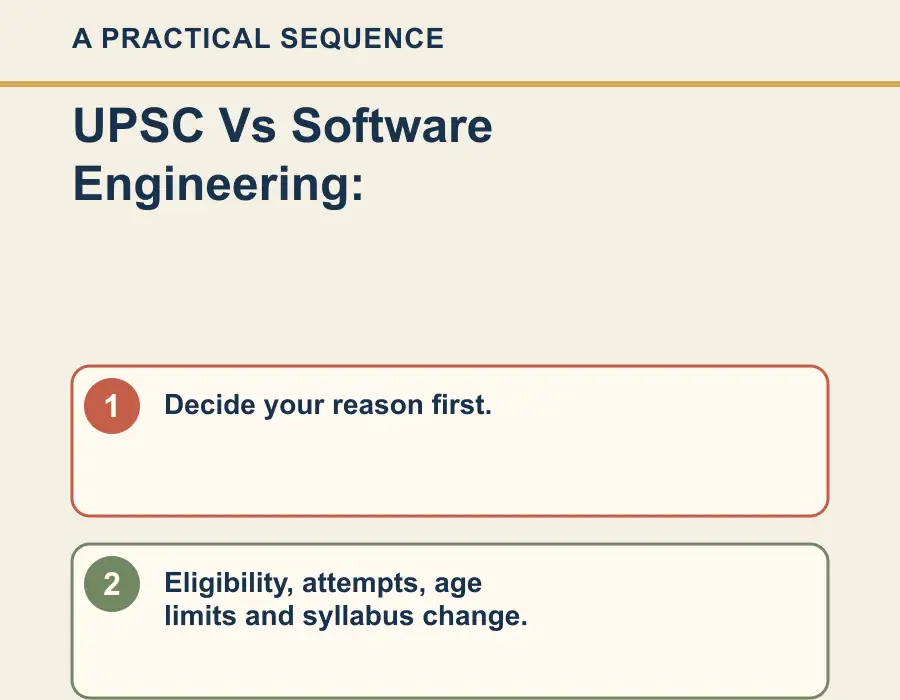 A PRACTICAL SEQUENCE
UPSC Vs Software
Engineering:
1
Decide your reason first.
2
Eligibility, attempts, age
limits and syllabus change.